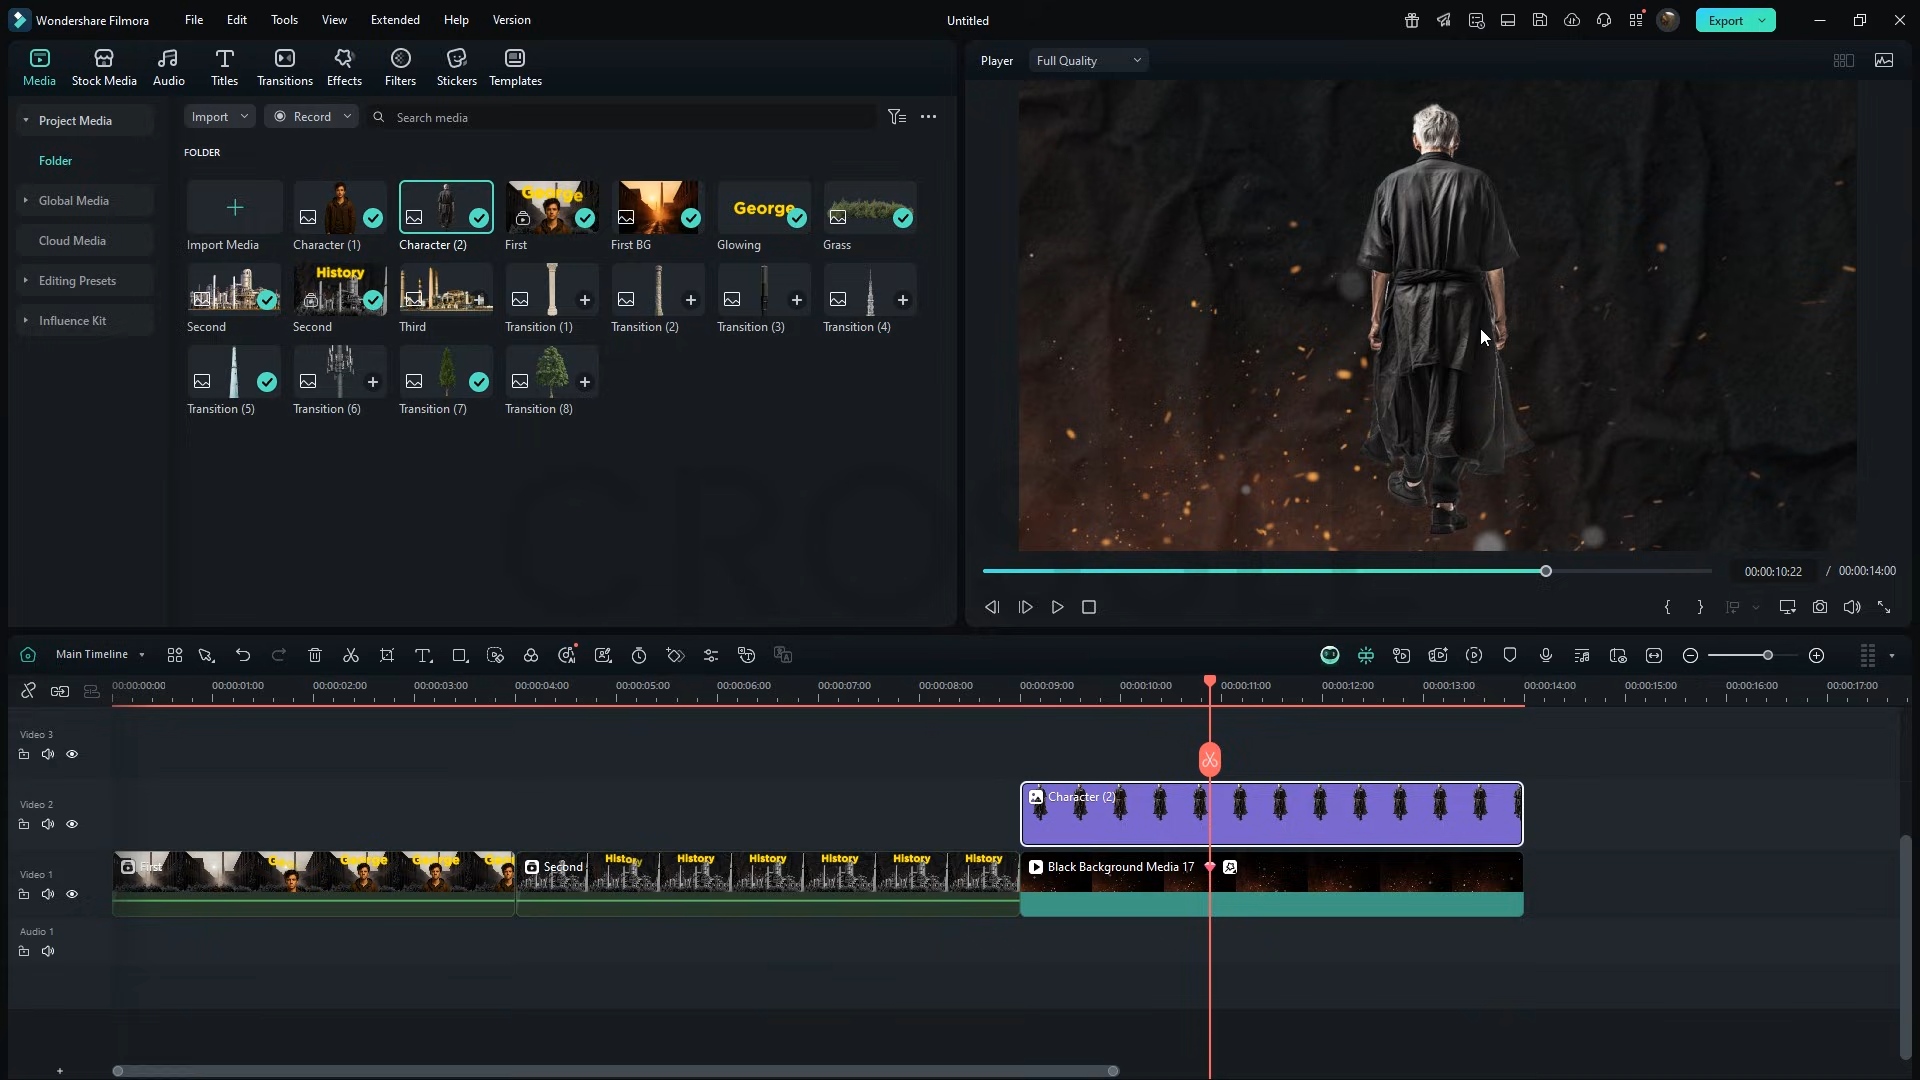 Wondershare Filmora File Edit Tools View Extended Help Version Untitled Export
Media Stock Media Audio Titles Transitions Effects Filters Stickers Templates
Player Full Quality
Project Media
Folder
Global Media
Cloud Media
Editing Presets
Influence Kit
Import Record Search media
FOLDER
George George
Import Media Character (1) Character (2) First First BG Glowing Grass
History
Second Second Third Transition (1) Transition (2) Transition (3) Transition (4)
Transition (5) Transition (6) Transition (7) Transition (8)
00:00:10:22 / 00:00:14:00
Main Timeline
00:00:00:00 00:00:01:00 00:00:02:00 00:00:03:00 00:00:04:00 00:00:05:00 00:00:06:00 00:00:07:00 00:00:08:00 00:00:09:00 00:00:10:00 00:00:11:00 00:00:12:00 00:00:13:00 00:00:14:00 00:00:15:00 00:00:16:00 00:00:17:00
Video 3
Video 2
Character (2)
Video 1
First George George Second History History History History History Black Background Media 17
Audio 1